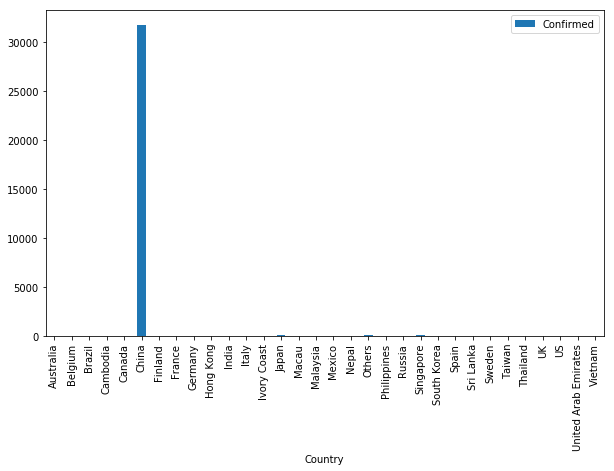 Confirmed
30000
25000
20000
15000
10000
5000
0
Australia
Belgium
Brazil
Cambodia
Canada
China
Finland
France
Germany
Hong Kong
India
Italy
Ivory Coast
Japan
Macau
Malaysia
Mexico
Nepal
Others
Philippines
Russia
Singapore
South Korea
Spain
Sri Lanka
Sweden
Taiwan
Thailand
UK
US
United Arab Emirates
Vietnam
Country